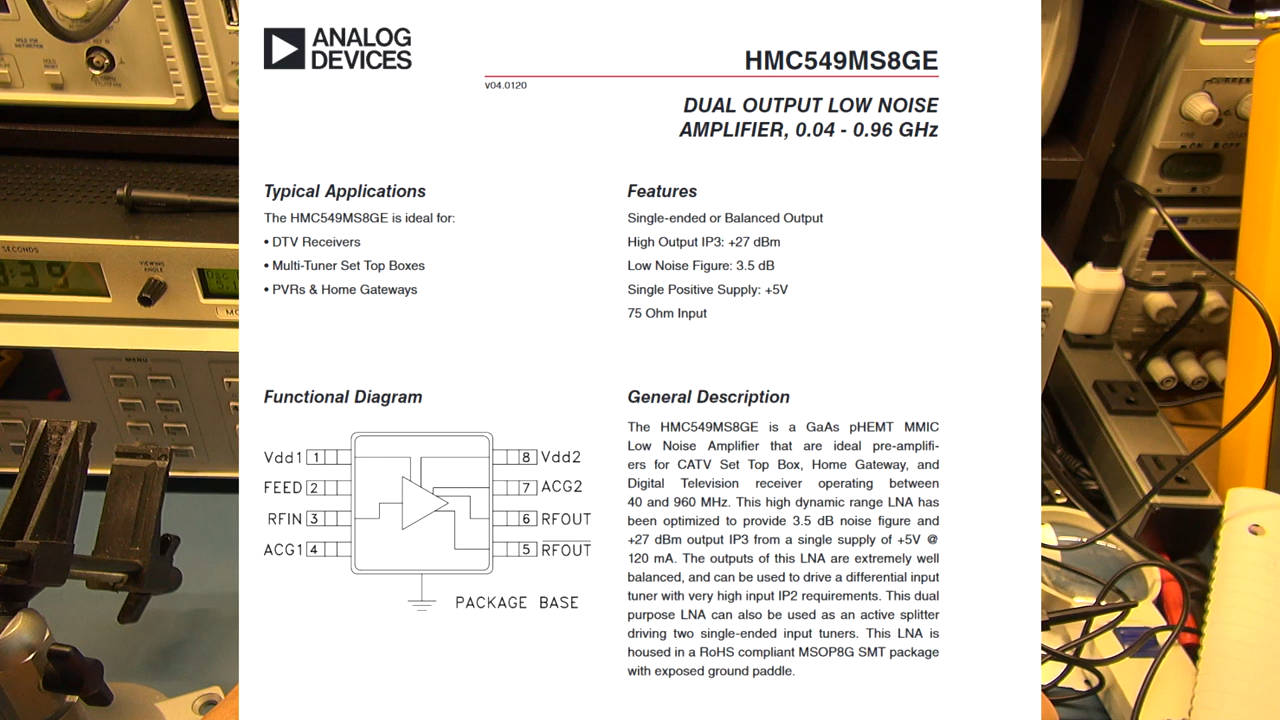 ANALOG
DEVICES
HMC549MS8GE
v04.0120
DUAL OUTPUT LOW NOISE
AMPLIFIER, 0.04 - 0.96 GHz
Typical Applications
The HMC549MS8GE is ideal for:
• DTV Receivers
• Multi-Tuner Set Top Boxes
• PVRs & Home Gateways
Features
Single-ended or Balanced Output
High Output IP3: +27 dBm
Low Noise Figure: 3.5 dB
Single Positive Supply: +5V
75 Ohm Input
Functional Diagram
Vdd1 1 8 Vdd2
FEED 2 7 ACG2
RFIN 3 6 RFOUT
ACG1 4 5 RFOUT
PACKAGE BASE
General Description
The HMC549MS8GE is a GaAs pHEMT MMIC
Low Noise Amplifier that are ideal pre-amplifi-
ers for CATV Set Top Box, Home Gateway, and
Digital Television receiver operating between
40 and 960 MHz. This high dynamic range LNA has
been optimized to provide 3.5 dB noise figure and
+27 dBm output IP3 from a single supply of +5V @
120 mA. The outputs of this LNA are extremely well
balanced, and can be used to drive a differential input
tuner with very high input IP2 requirements. This dual
purpose LNA can also be used as an active splitter
driving two single-ended input tuners. This LNA is
housed in a RoHS compliant MSOP8G SMT package
with exposed ground paddle.
SECONDS
VIEWING
ANGLE
MENU